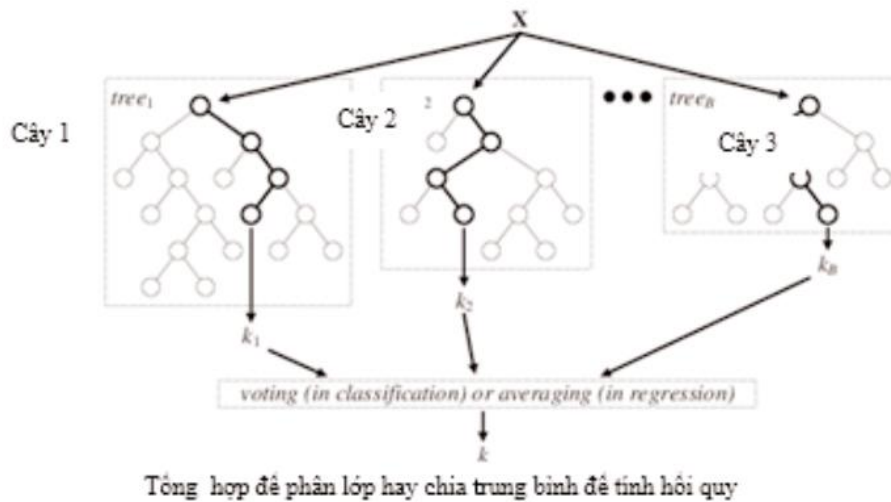 X
tree1
Cây 1
Cây 2
2
treeB
Cây 3
k1
k2
kB
voting (in classification) or averaging (in regression)
k
Tổng hợp để phân lớp hay chia trung bình để tính hồi quy